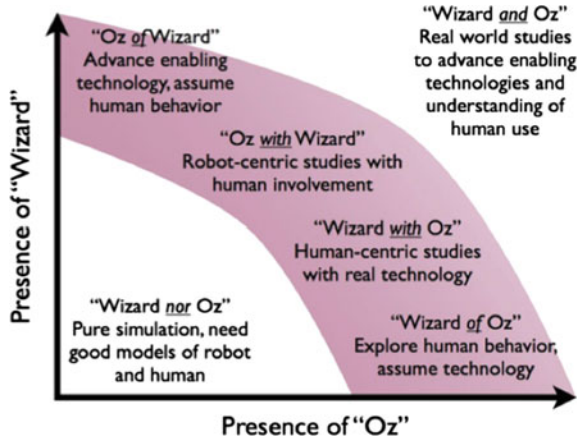 “Oz of Wizard”
Advance enabling
technology, assume
human behavior
“Wizard and Oz”
Real world studies
to advance enabling
technologies and
understanding of
human use
“Oz with Wizard”
Robot-centric studies with
human involvement
“Wizard with Oz”
Human-centric studies
with real technology
“Wizard nor Oz”
Pure simulation, need
good models of robot
and human
“Wizard of Oz”
Explore human behavior,
assume technology
Presence of “Wizard”
Presence of “Oz”